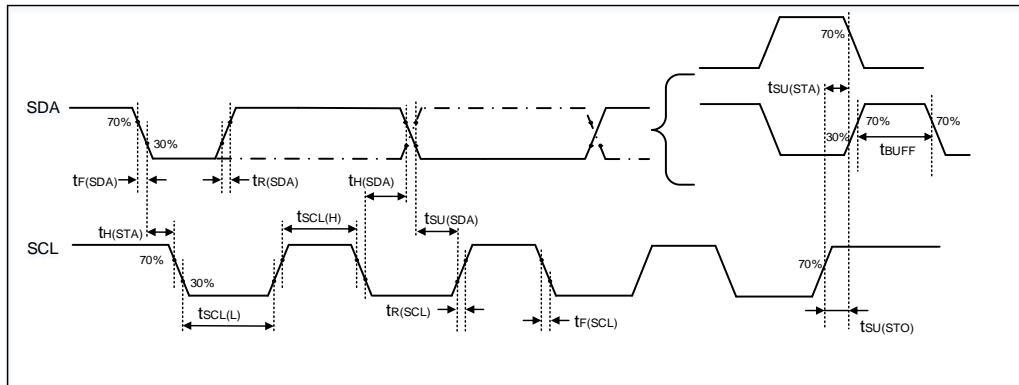 70%
tSU(STA)
SDA
70%
30%
30%
70%
70%
tBUFF
tF(SDA)
tR(SDA)
tH(SDA)
tH(STA)
tSCL(H)
tSU(SDA)
SCL
70%
30%
70%
tSCL(L)
tR(SCL)
tF(SCL)
tSU(STO)